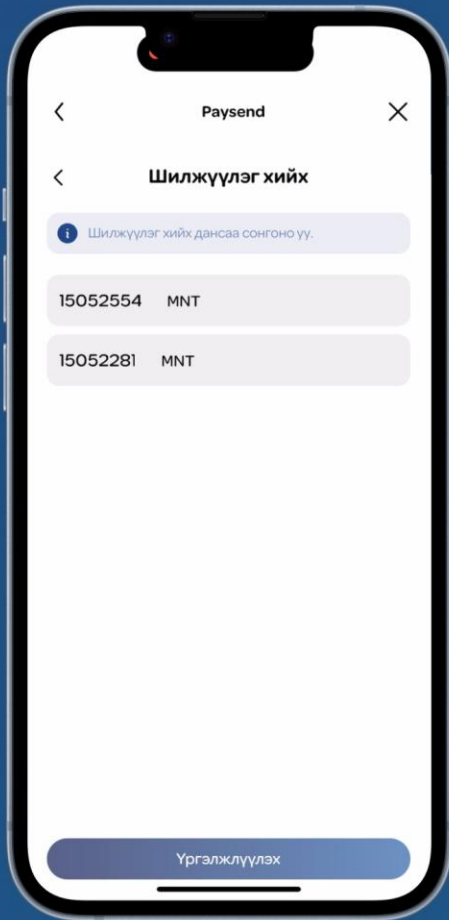 Paysend
Шилжүүлэг хийх
Шилжүүлэг хийх дансаа сонгоно уу.
15052554 MNT
15052281 MNT
Үргэлжлүүлэх